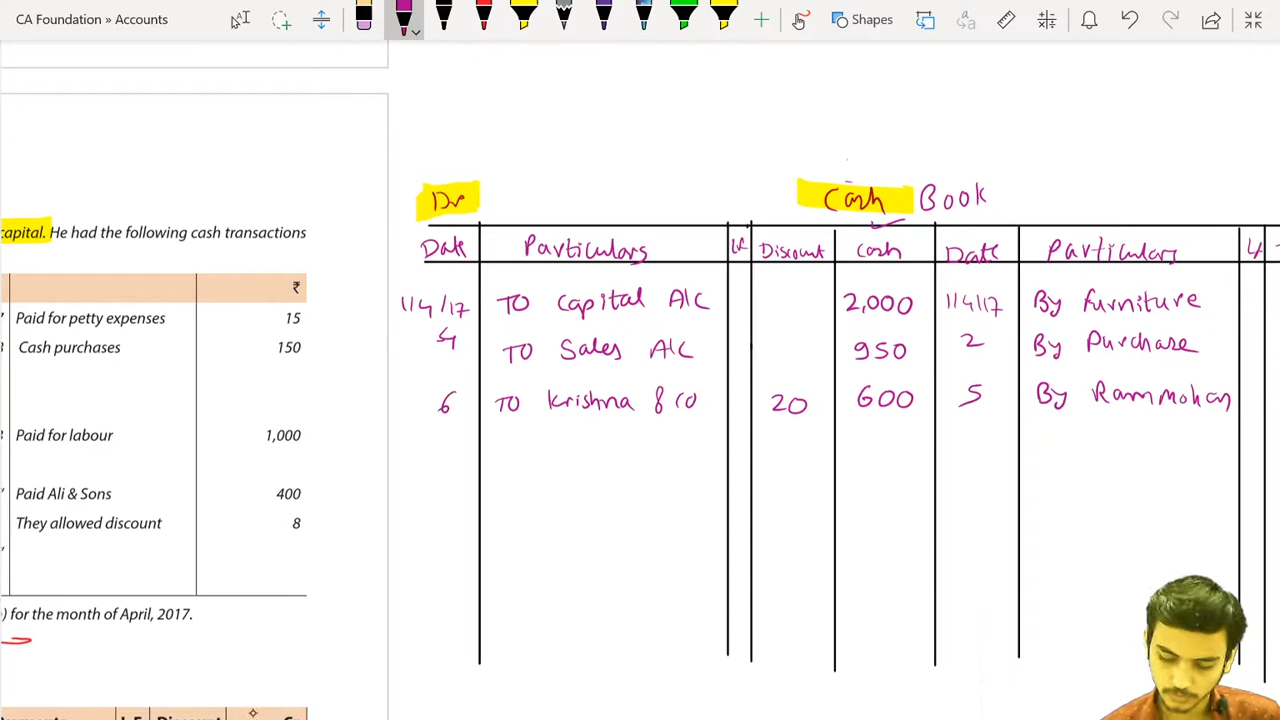 CA Foundation » Accounts
Shapes
capital. He had the following cash transactions
₹
Paid for petty expenses 15
Cash purchases 150
Paid for labour 1,000
Paid Ali & Sons 400
They allowed discount 8
) for the month of April, 2017.
Dr Cash Book
Date Particulars LF Discount Cash Date Particulars LF
1/4/17 TO Capital A/C 2,000 1/4/17 By Furniture
4 TO Sales A/C 950 2 By Purchase
6 TO Krishna & co 20 600 5 By Rammohan
L.F. Discount